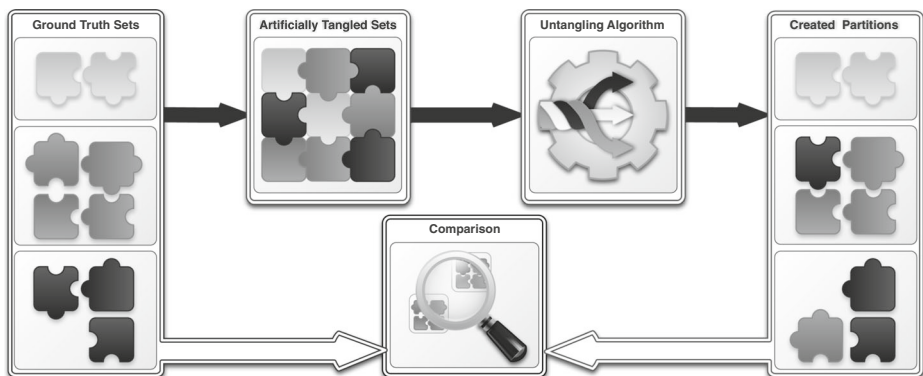 Ground Truth Sets
Artificially Tangled Sets
Untangling Algorithm
Created Partitions
Comparison